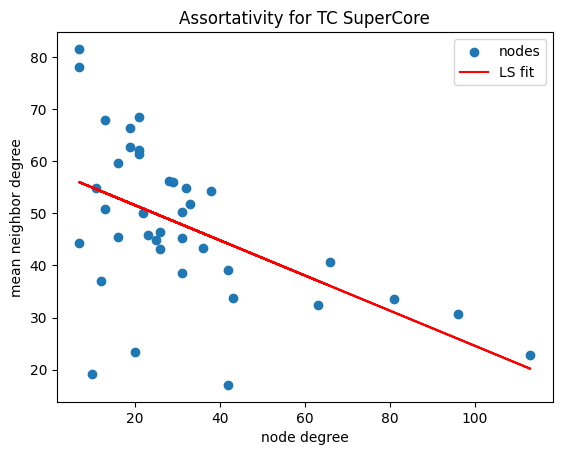 Assortativity for TC SuperCore
nodes
LS fit
mean neighbor degree
80
70
60
50
40
30
20
20
40
60
80
100
node degree